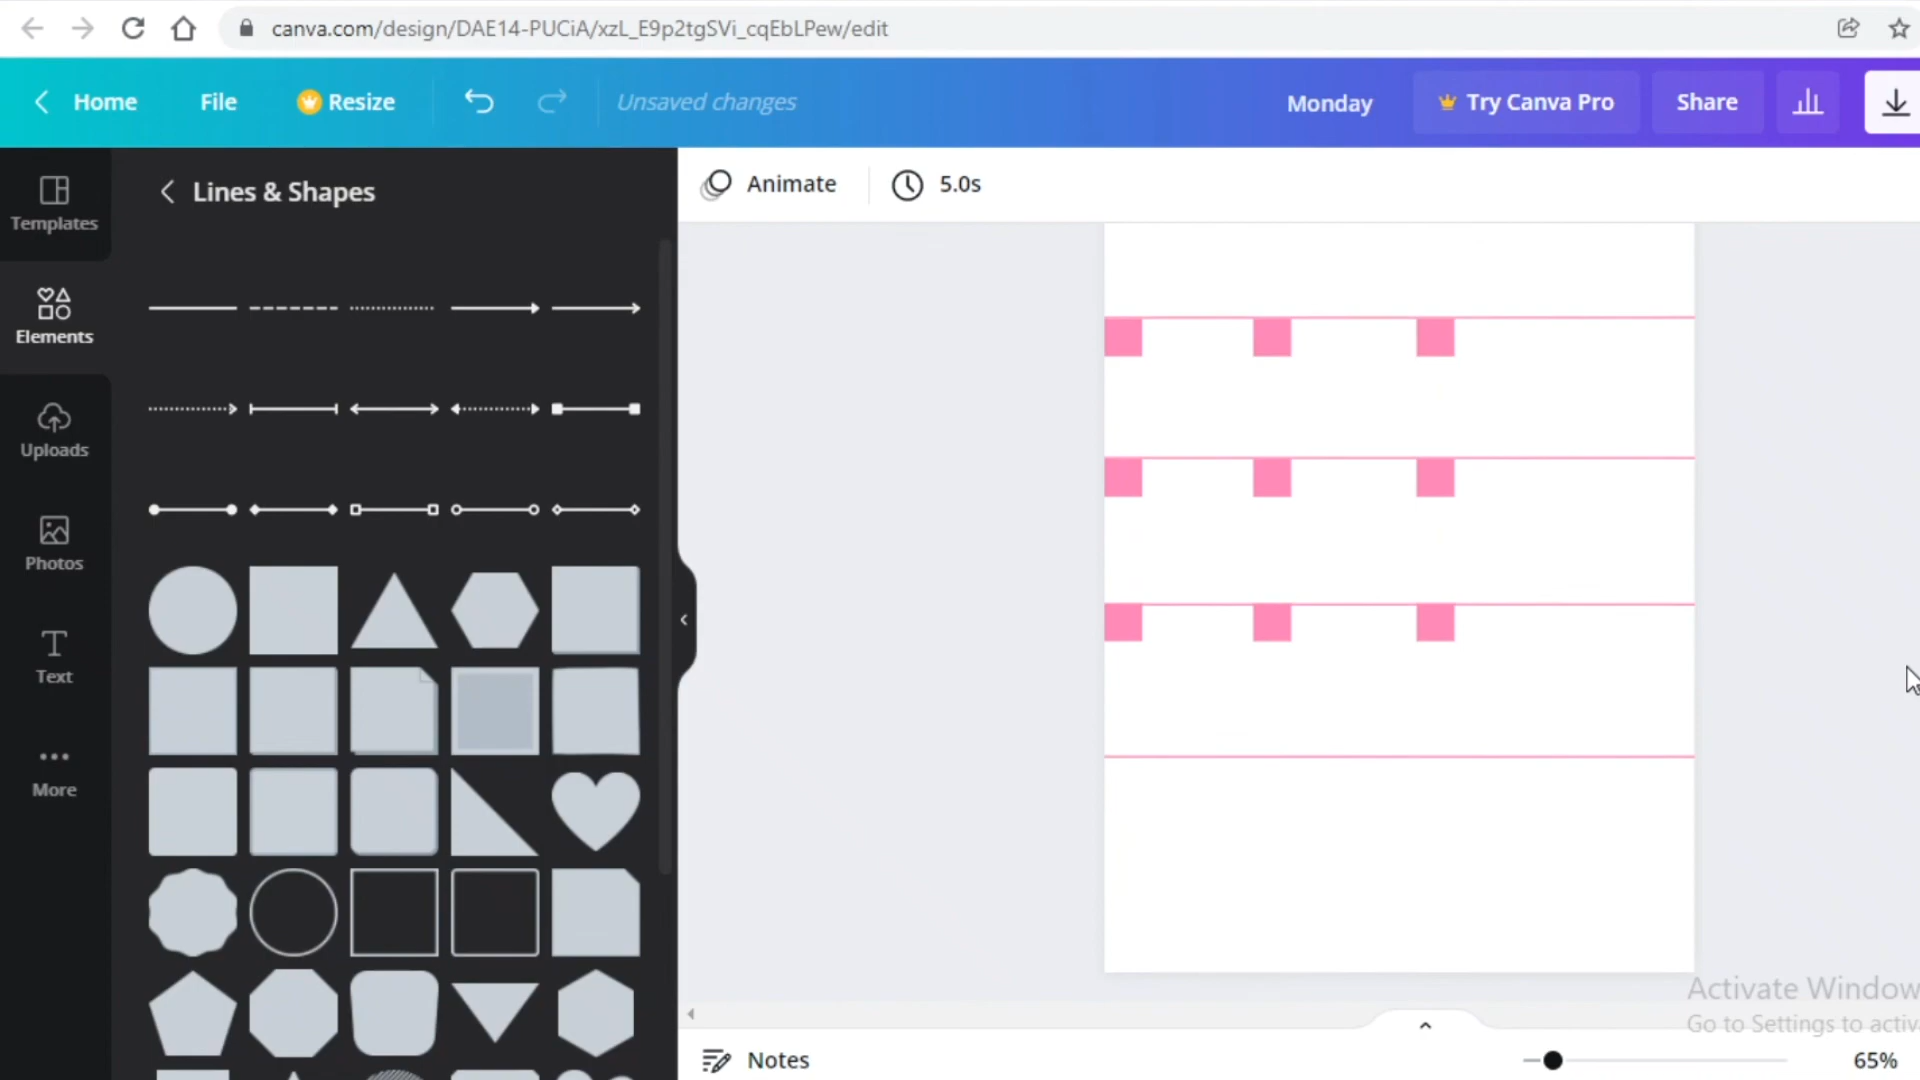 canva.com/design/DAE14-PUCiA/xzL_E9p2tgSVi_cqEbLPew/edit
Home File Resize Unsaved changes Monday Try Canva Pro Share
Templates
Elements
Uploads
Photos
Text
More
Lines & Shapes
Animate 5.0s
Activate Window
Go to Settings to activ
Notes 65%